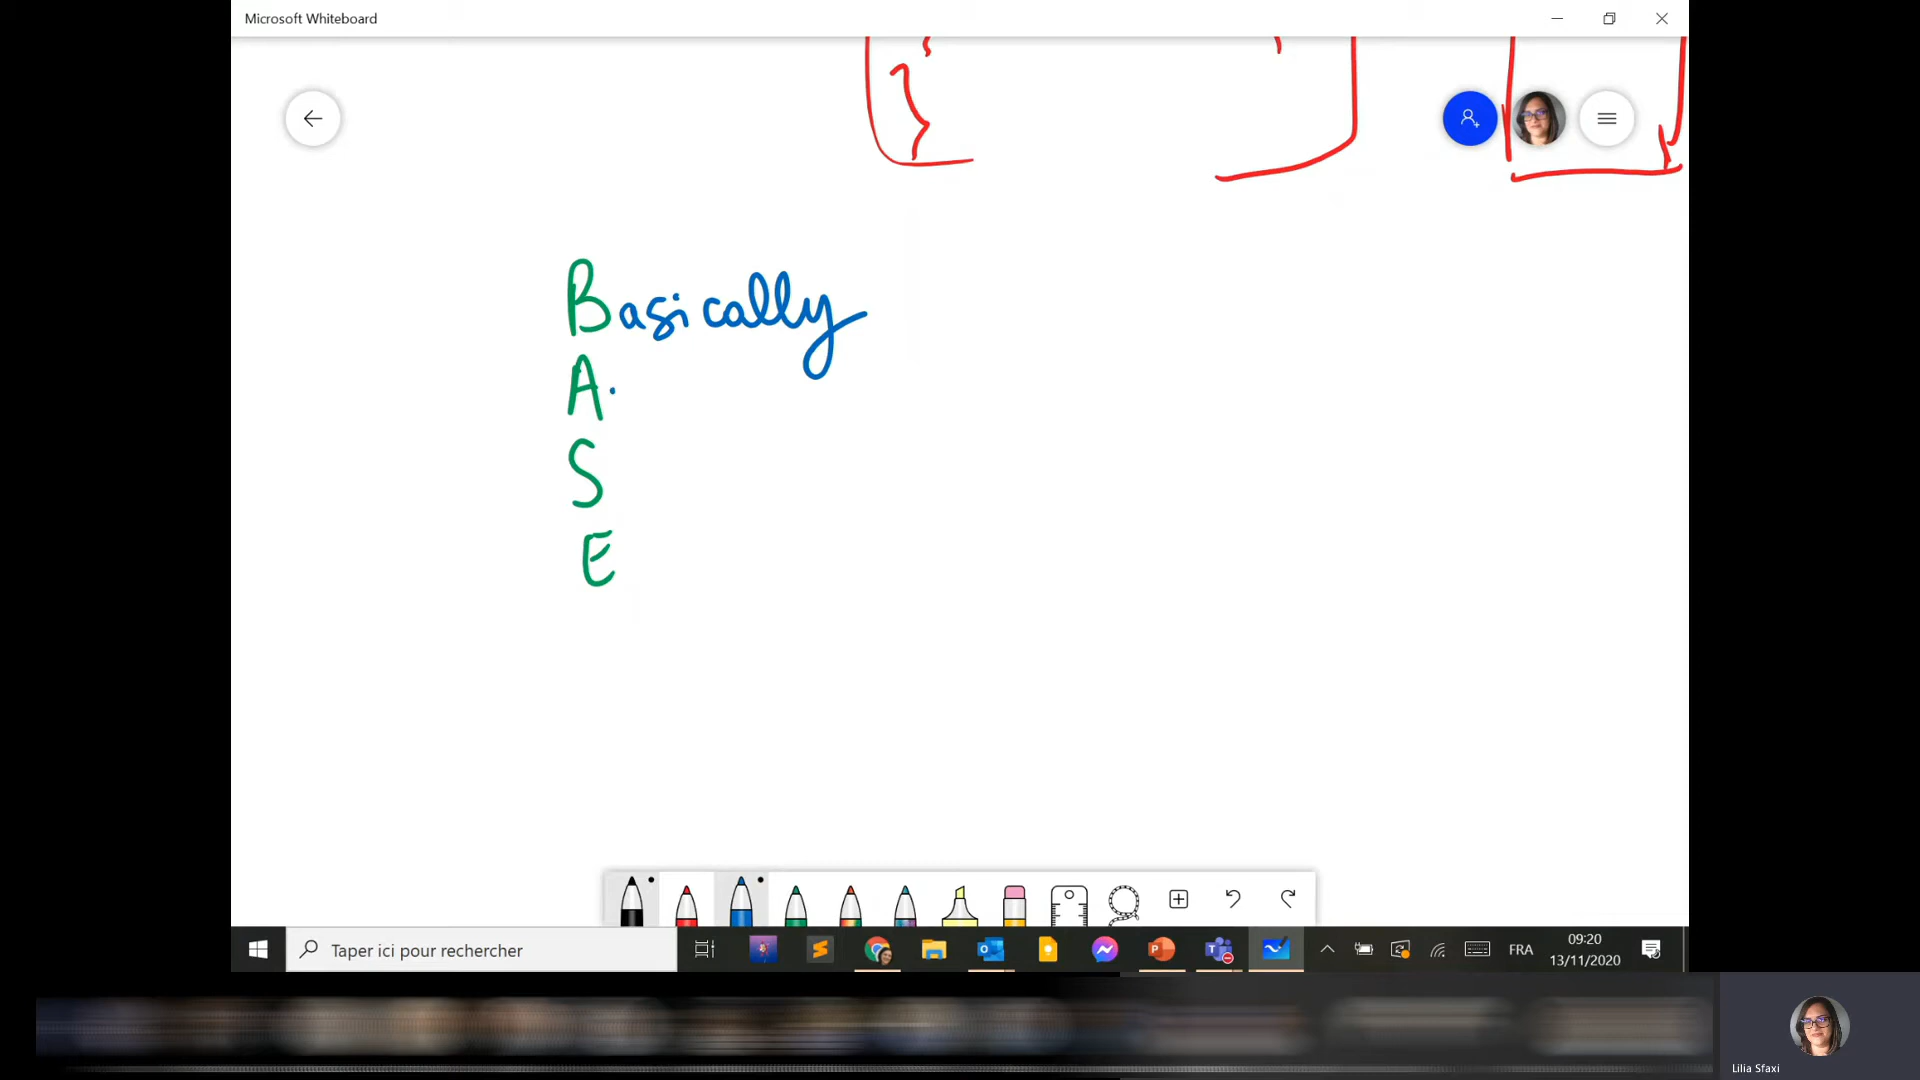 Microsoft Whiteboard
Basically
A.
S
E
Taper ici pour rechercher
FRA
09:20
13/11/2020
Lilia Sfaxi